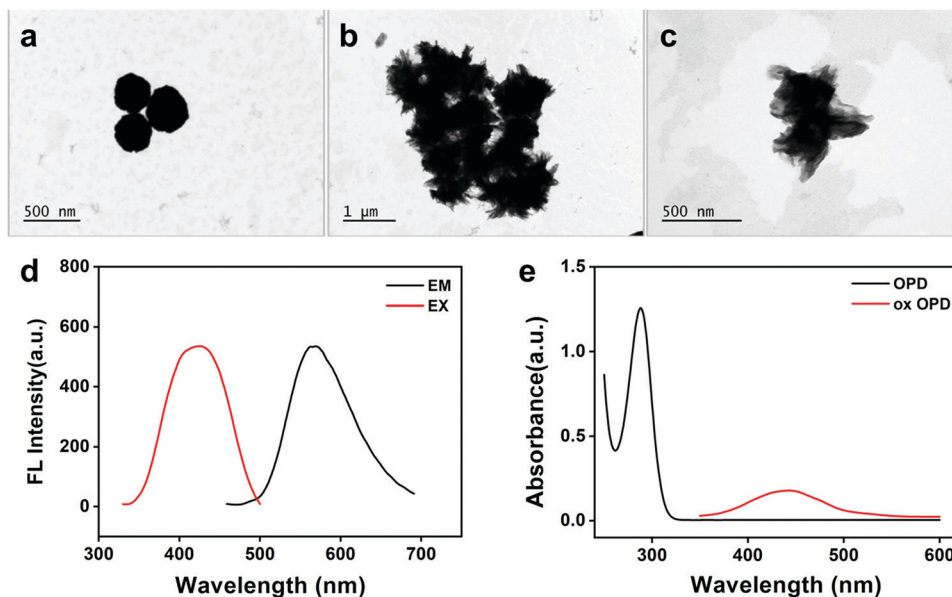 a
500 nm
b
1 µm
c
500 nm
d
FL Intensity(a.u.)
800
600
400
200
0
300 400 500 600 700
Wavelength (nm)
EM
EX
e
Absorbance(a.u.)
1.5
1.0
0.5
0.0
300 400 500 600
Wavelength (nm)
OPD
ox OPD